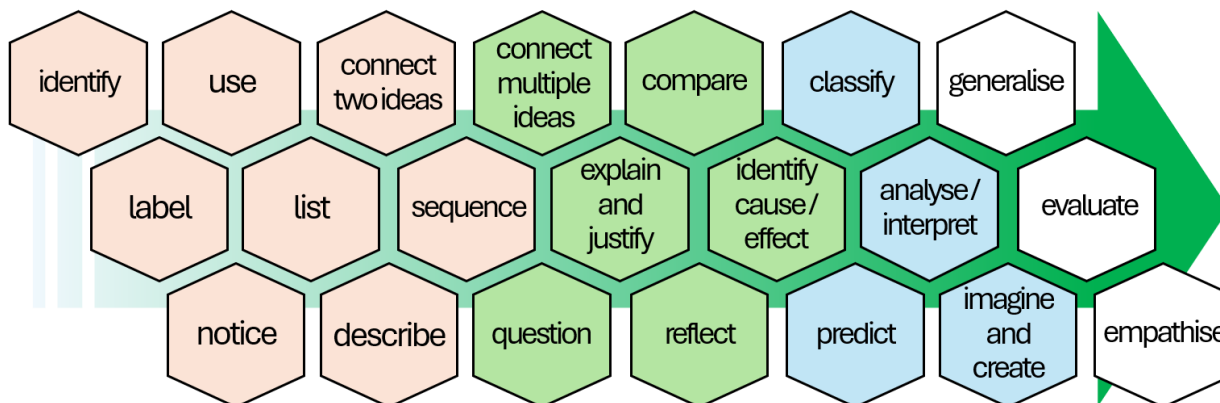 identify
use
connect
two ideas
connect
multiple
ideas
compare
classify
generalise
label
list
sequence
explain
and
justify
identify
cause /
effect
analyse /
interpret
evaluate
notice
describe
question
reflect
predict
imagine
and
create
empathise